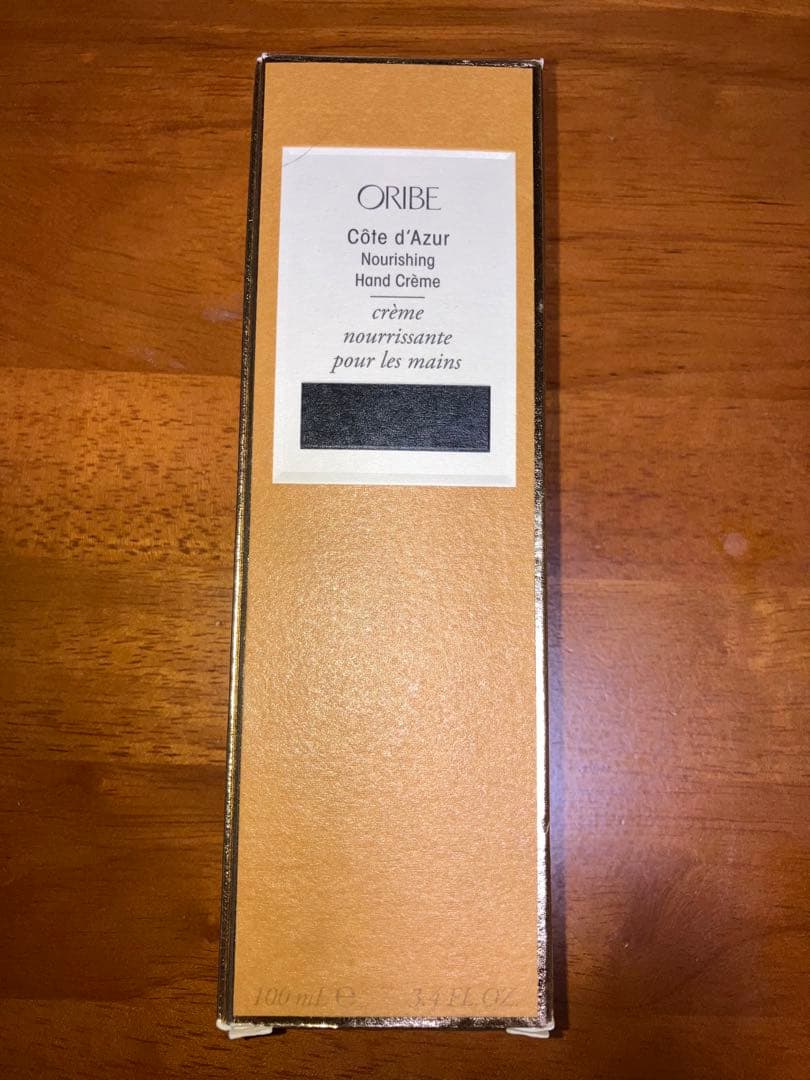 ORIBE
Côte d'Azur
Nourishing
Hand Crème
crème
nourrissante
pour les mains
100 mL ℮ 3.4 FL OZ